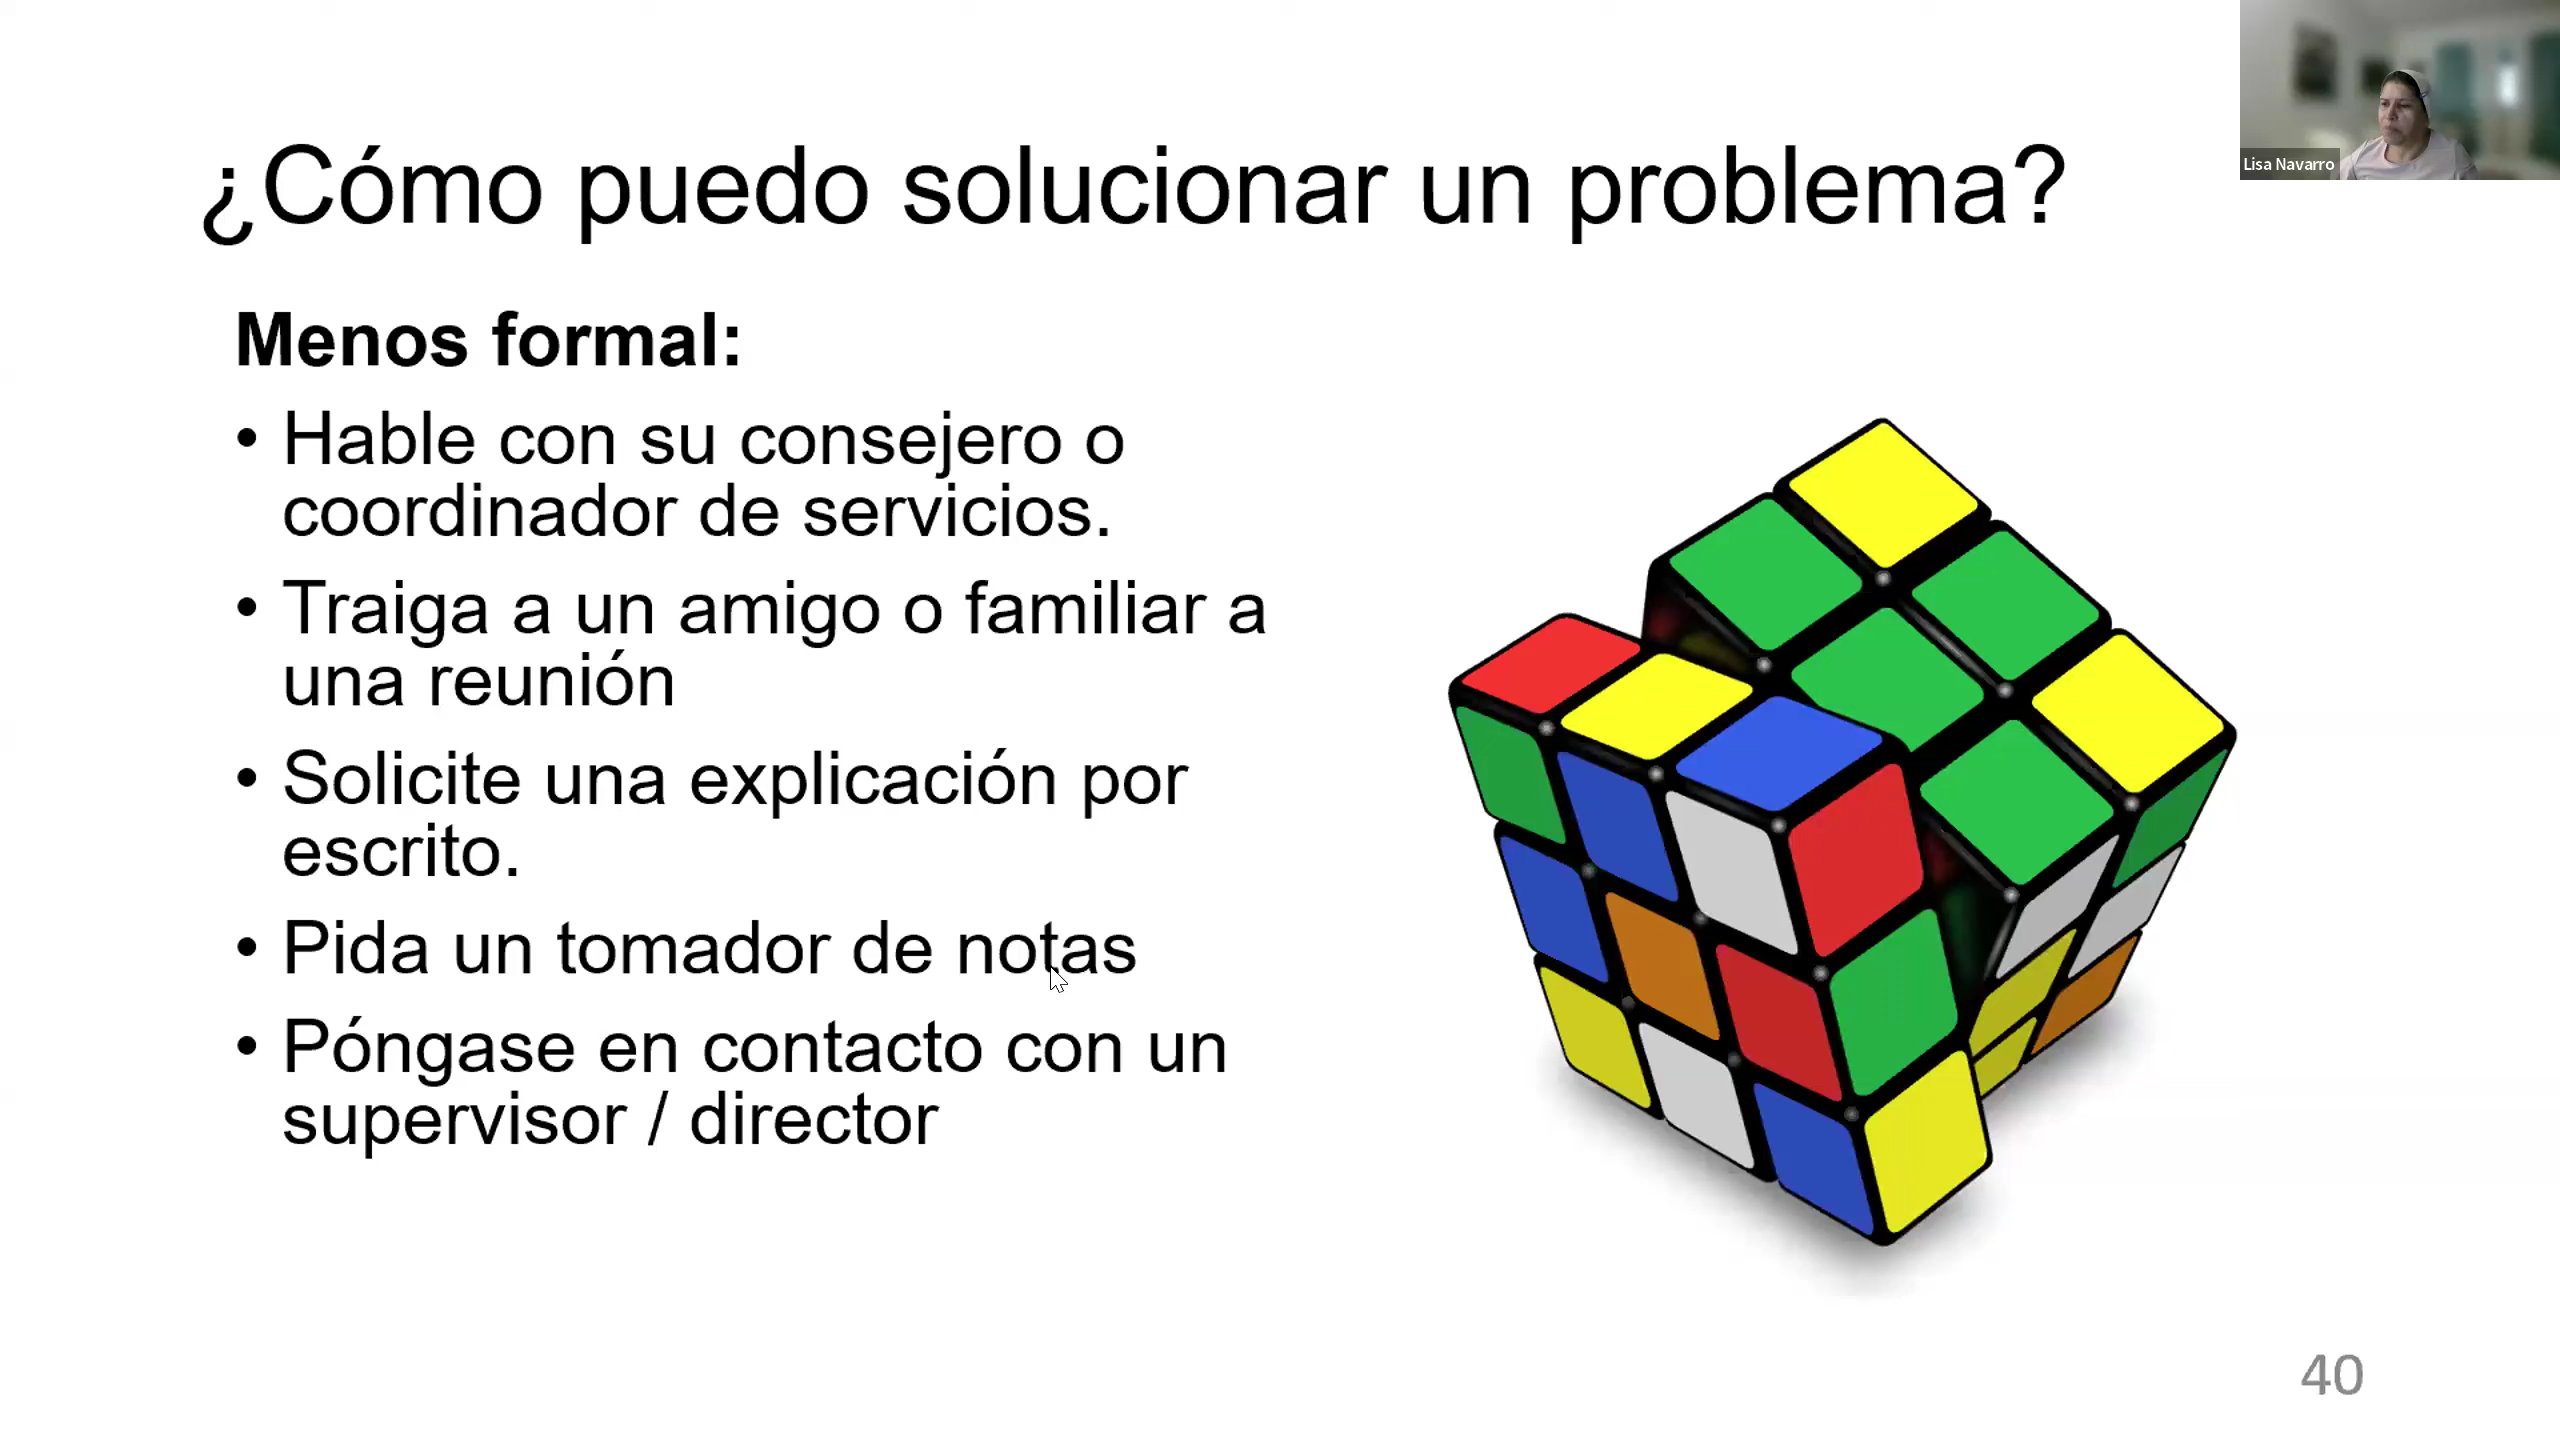 Lisa Navarro
¿Cómo puedo solucionar un problema?
Menos formal:
• Hable con su consejero o
coordinador de servicios.
• Traiga a un amigo o familiar a
una reunión
• Solicite una explicación por
escrito.
• Pida un tomador de notas
• Póngase en contacto con un
supervisor / director
40